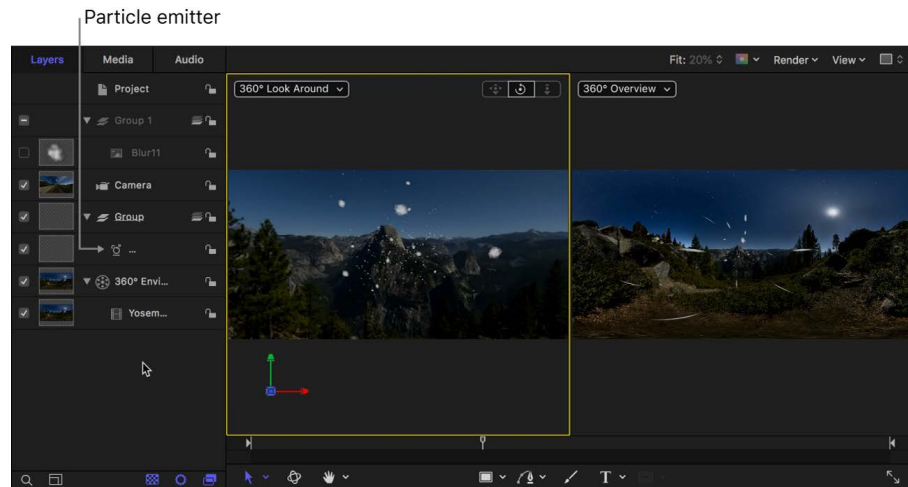 Particle emitter
Layers Media Audio Fit: 20% Render View
Project 360° Look Around 360° Overview
Group 1
Blur11
Camera
Group
...
360° Envi...
Yosem...
T